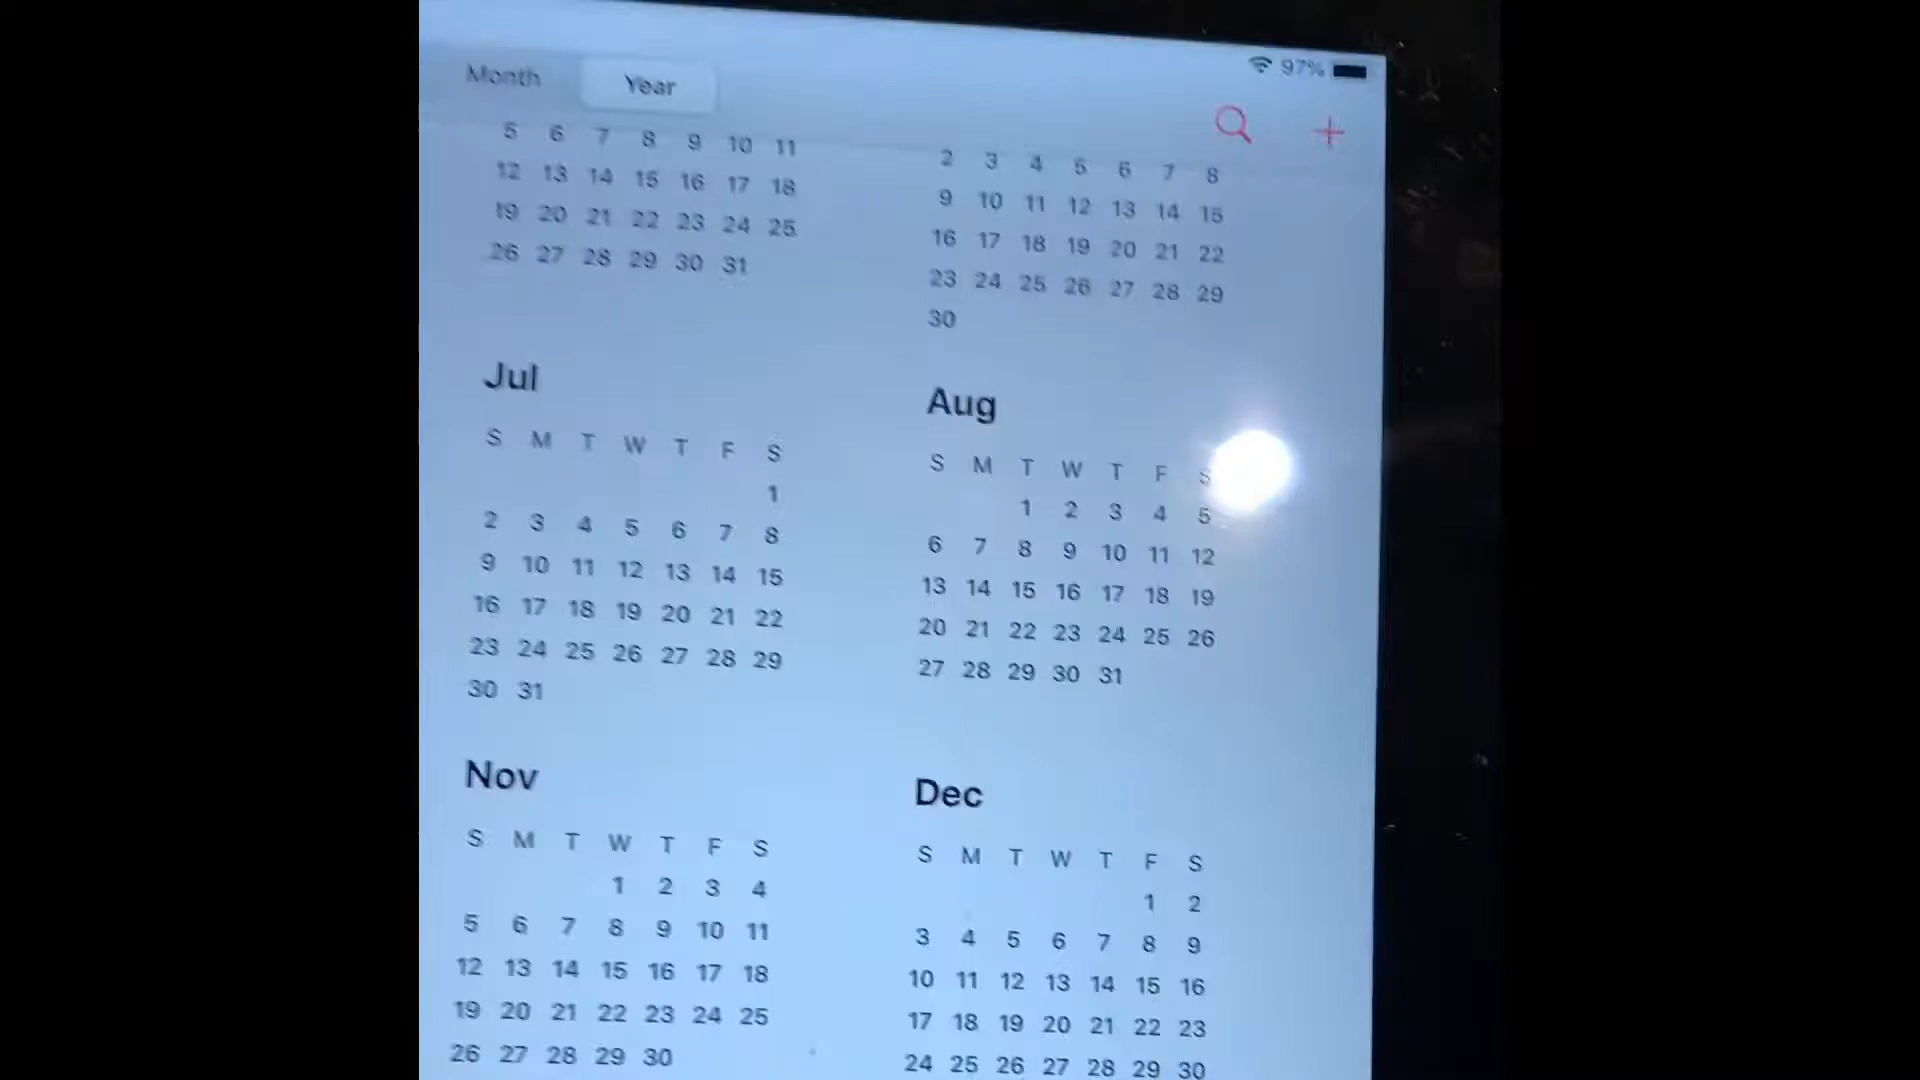 97%
Month Year
5 6 7 8 9 10 11
12 13 14 15 16 17 18
19 20 21 22 23 24 25
26 27 28 29 30 31
2 3 4 5 6 7 8
9 10 11 12 13 14 15
16 17 18 19 20 21 22
23 24 25 26 27 28 29
30
Jul
S M T W T F S
1
2 3 4 5 6 7 8
9 10 11 12 13 14 15
16 17 18 19 20 21 22
23 24 25 26 27 28 29
30 31
Aug
S M T W T F S
1 2 3 4 5
6 7 8 9 10 11 12
13 14 15 16 17 18 19
20 21 22 23 24 25 26
27 28 29 30 31
Nov
S M T W T F S
1 2 3 4
5 6 7 8 9 10 11
12 13 14 15 16 17 18
19 20 21 22 23 24 25
26 27 28 29 30
Dec
S M T W T F S
1 2
3 4 5 6 7 8 9
10 11 12 13 14 15 16
17 18 19 20 21 22 23
24 25 26 27 28 29 30